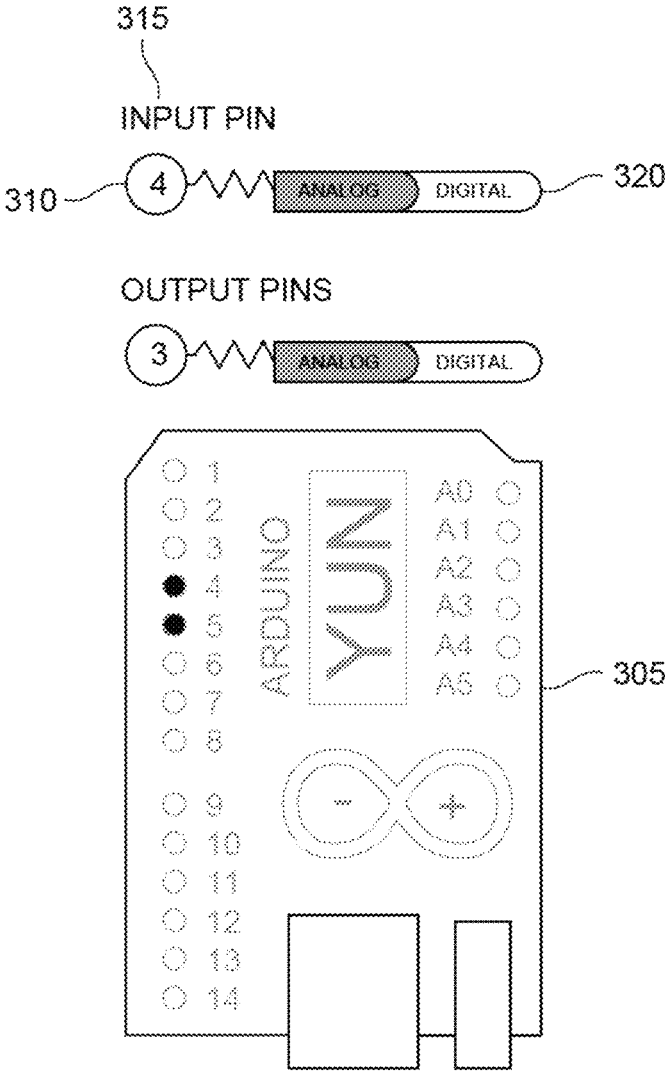 315
INPUT PIN
310
4
ANALOG
DIGITAL
320
OUTPUT PINS
3
ANALOG
DIGITAL
1
2
3
4
5
6
7
8
9
10
11
12
13
14
ARDUINO
YUN
A0
A1
A2
A3
A4
A5
305
-
+